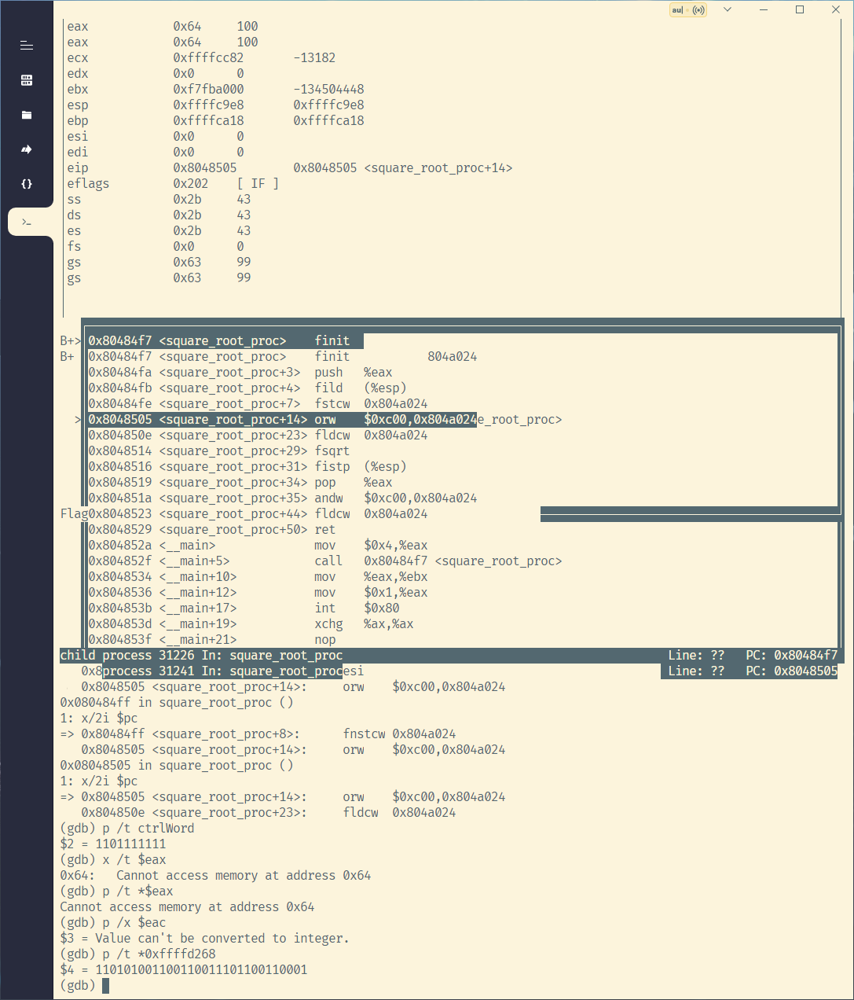 au|
eax 0x64 100
eax 0x64 100
ecx 0xffffcc82 -13182
edx 0x0 0
ebx 0xf7fba000 -134504448
esp 0xffffc9e8 0xffffc9e8
ebp 0xffffca18 0xffffca18
esi 0x0 0
edi 0x0 0
eip 0x8048505 0x8048505 <square_root_proc+14>
eflags 0x202 [ IF ]
ss 0x2b 43
ds 0x2b 43
es 0x2b 43
fs 0x0 0
gs 0x63 99
gs 0x63 99
B+> 0x80484f7 <square_root_proc> finit
B+ 0x80484f7 <square_root_proc> finit 804a024
0x80484fa <square_root_proc+3> push %eax
0x80484fb <square_root_proc+4> fild (%esp)
0x80484fe <square_root_proc+7> fstcw 0x804a024
> 0x8048505 <square_root_proc+14> orw $0xc00,0x804a024e_root_proc>
0x804850e <square_root_proc+23> fldcw 0x804a024
0x8048514 <square_root_proc+29> fsqrt
0x8048516 <square_root_proc+31> fistp (%esp)
0x8048519 <square_root_proc+34> pop %eax
0x804851a <square_root_proc+35> andw $0xc00,0x804a024
Flag0x8048523 <square_root_proc+44> fldcw 0x804a024
0x8048529 <square_root_proc+50> ret
0x804852a <__main> mov $0x4,%eax
0x804852f <__main+5> call 0x80484f7 <square_root_proc>
0x8048534 <__main+10> mov %eax,%ebx
0x8048536 <__main+12> mov $0x1,%eax
0x804853b <__main+17> int $0x80
0x804853d <__main+19> xchg %ax,%ax
0x804853f <__main+21> nop
child process 31226 In: square_root_proc Line: ?? PC: 0x80484f7
0x8process 31241 In: square_root_procesi Line: ?? PC: 0x8048505
0x8048505 <square_root_proc+14>: orw $0xc00,0x804a024
0x080484ff in square_root_proc ()
1: x/2i $pc
=> 0x80484ff <square_root_proc+8>: fnstcw 0x804a024
0x8048505 <square_root_proc+14>: orw $0xc00,0x804a024
0x08048505 in square_root_proc ()
1: x/2i $pc
=> 0x8048505 <square_root_proc+14>: orw $0xc00,0x804a024
0x804850e <square_root_proc+23>: fldcw 0x804a024
(gdb) p /t ctrlWord
$2 = 1101111111
(gdb) x /t $eax
0x64: Cannot access memory at address 0x64
(gdb) p /t *$eax
Cannot access memory at address 0x64
(gdb) p /x $eac
$3 = Value can't be converted to integer.
(gdb) p /t *0xffffd268
$4 = 110101001100110011101100110001
(gdb)